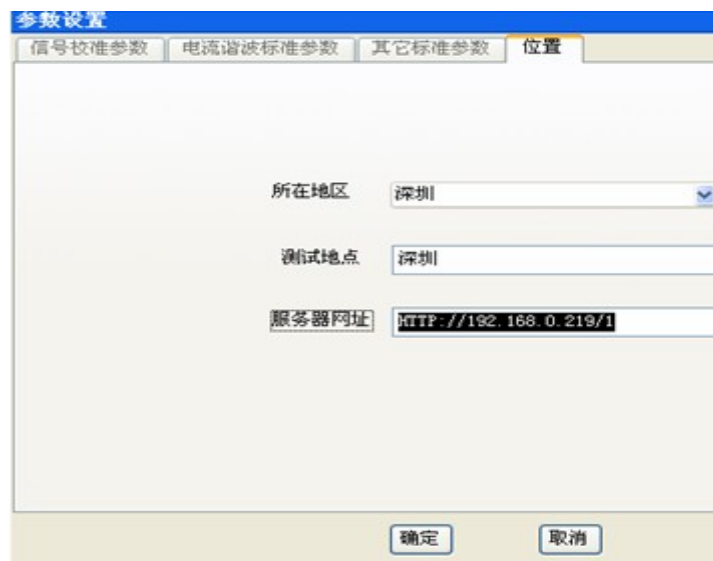 参数设置
信号校准参数 电流谐波标准参数 其它标准参数 位置
所在地区 深圳
测试地点 深圳
服务器网址 HTTP://192.168.0.219/1
确定 取消